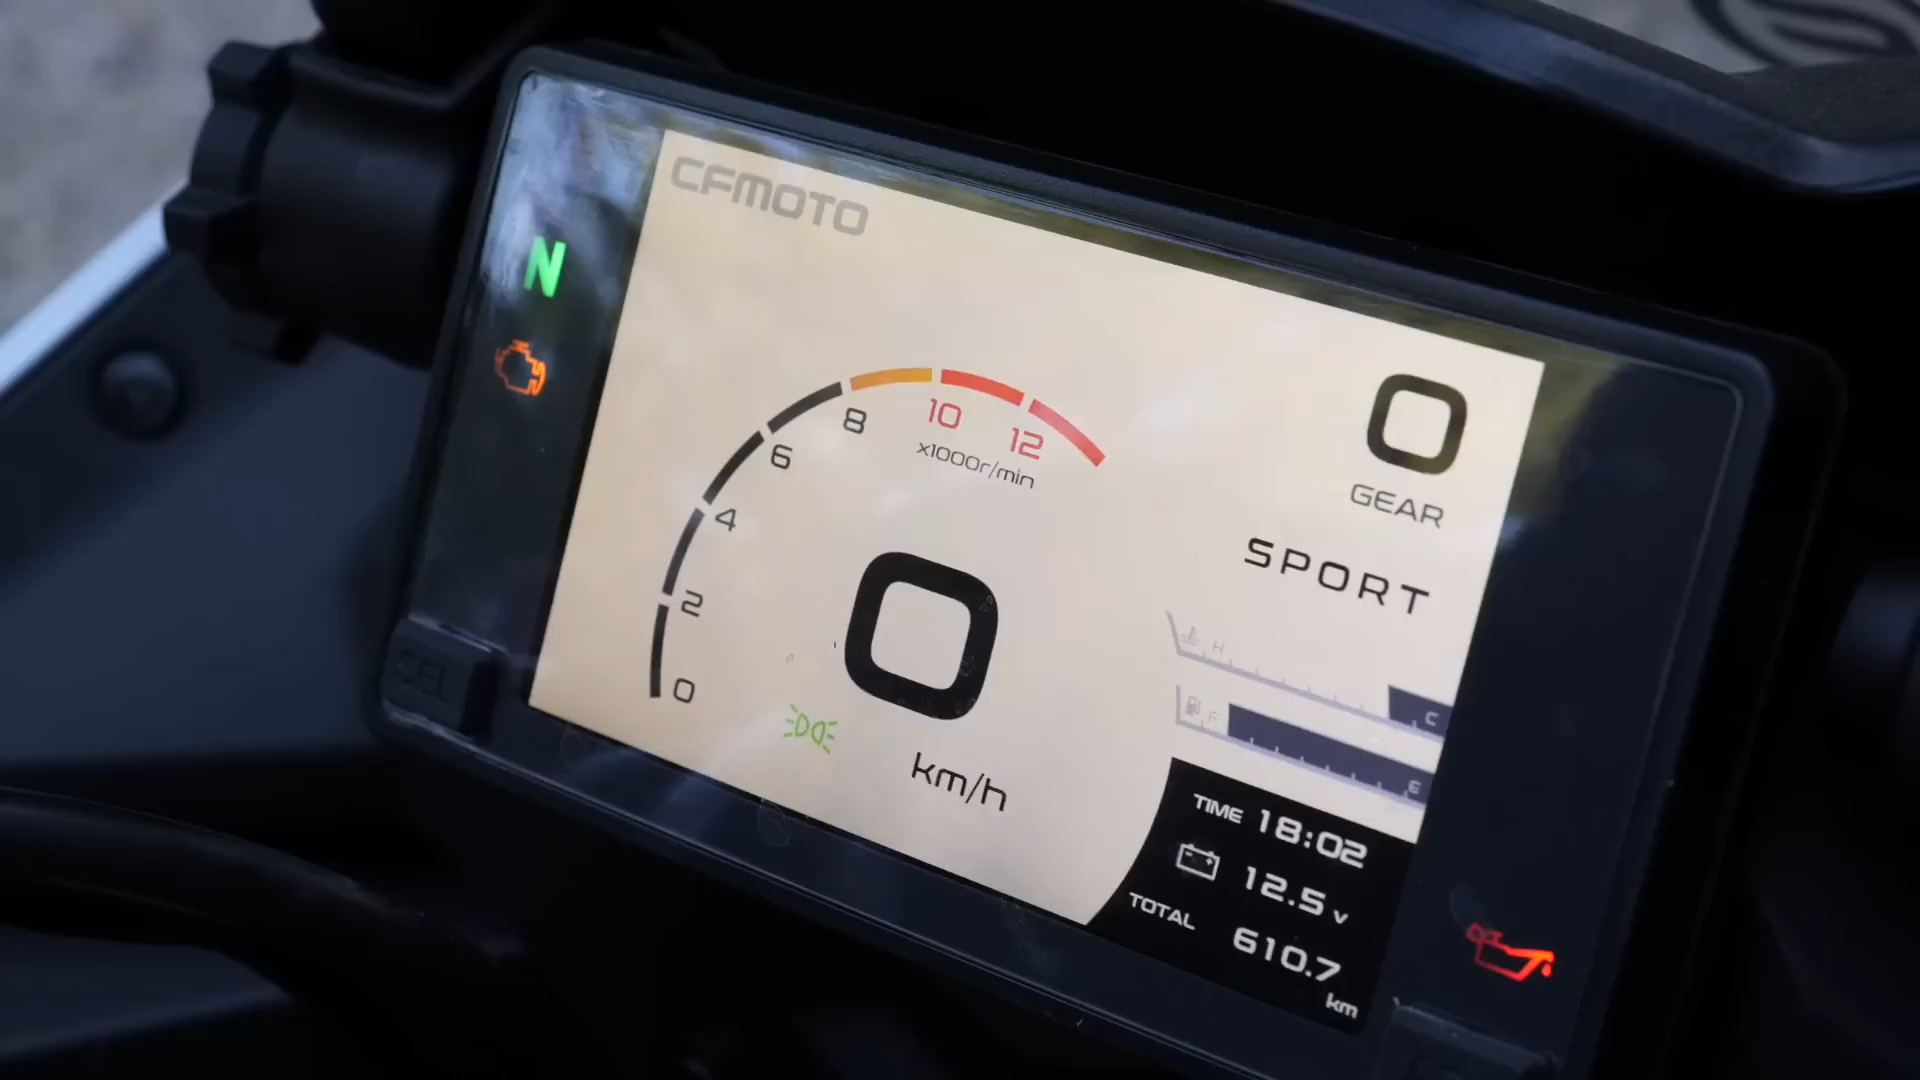 CFMOTO
N
0
GEAR
SPORT
0
2
4
6
8
10
12
x1000r/min
0
km/h
H
C
F
E
TIME 18:02
12.5 v
TOTAL 610.7
km
SEL